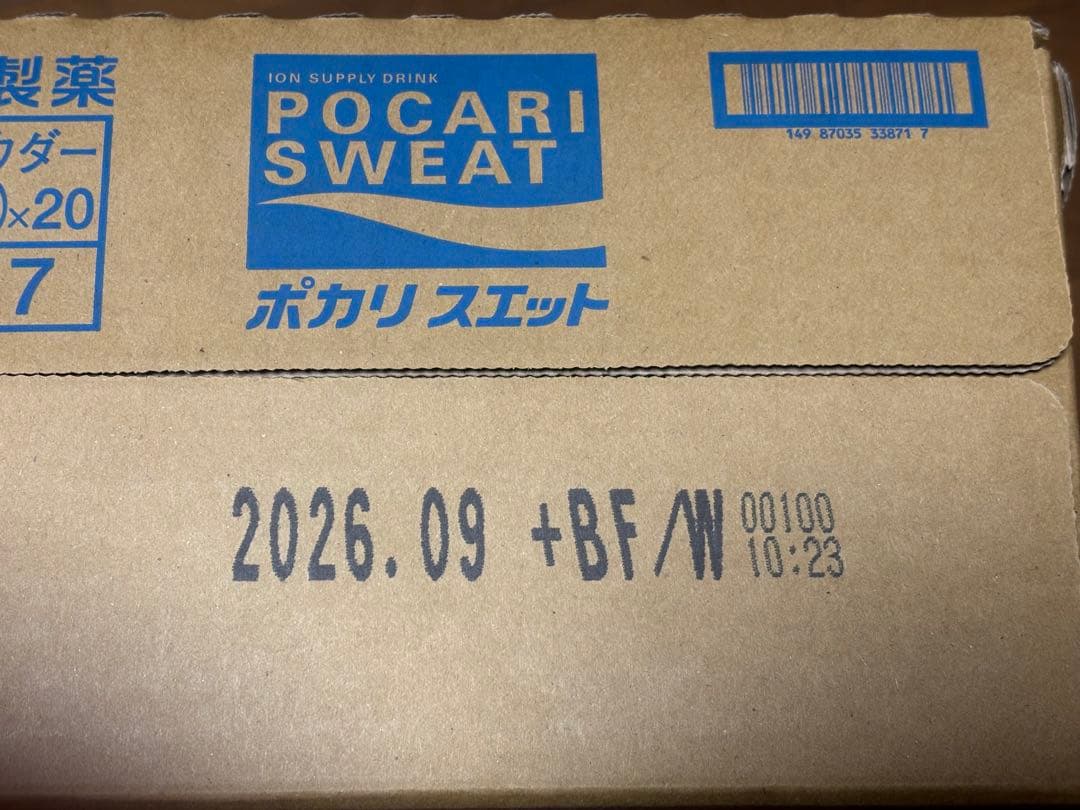 製薬
ウダー
)×20
7
ION SUPPLY DRINK
POCARI
SWEAT
ポカリスエット
149 87035 33871 7
2026.09 +BF/W 00100
10:23